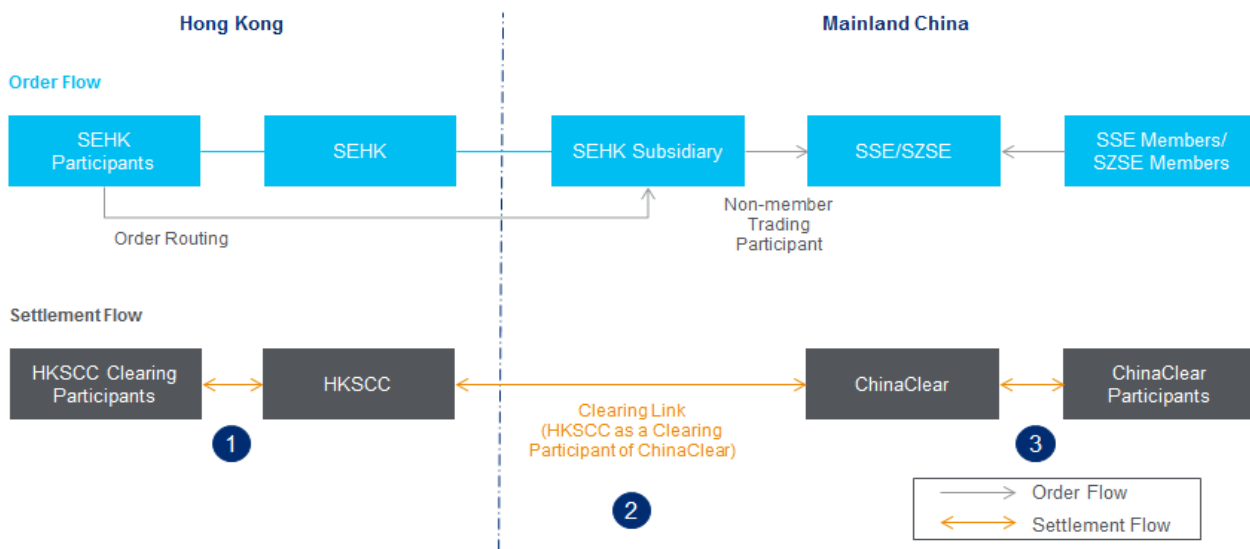 Hong Kong
Mainland China
Order Flow
SEHK
Participants
SEHK
SEHK Subsidiary
SSE/SZSE
SSE Members/
SZSE Members
Order Routing
Non-member
Trading
Participant
Settlement Flow
HKSCC Clearing
Participants
HKSCC
ChinaClear
ChinaClear
Participants
Clearing Link
(HKSCC as a Clearing
Participant of ChinaClear)
1
2
3
Order Flow
Settlement Flow